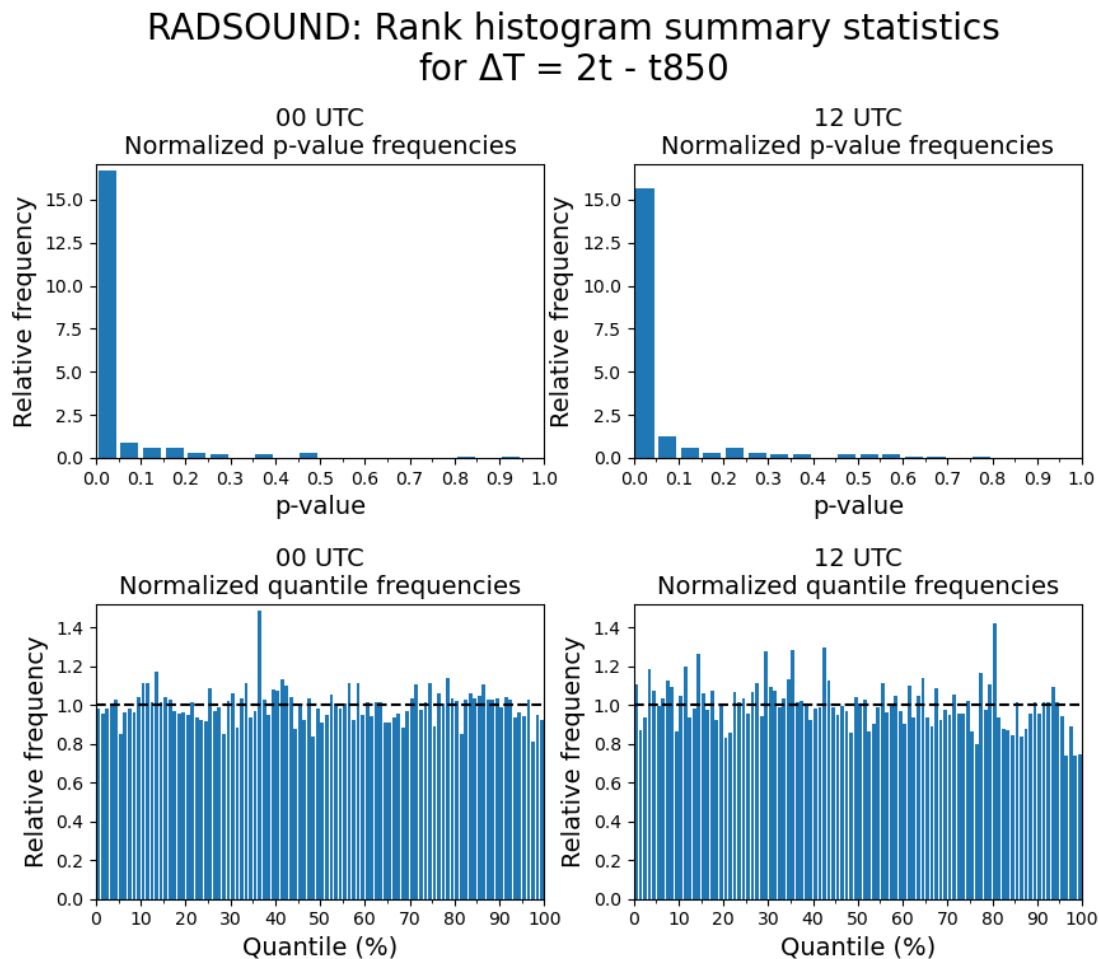 RADSOUND: Rank histogram summary statistics
for ΔT = 2t - t850
00 UTC
Normalized p-value frequencies
Relative frequency
15.0
12.5
10.0
7.5
5.0
2.5
0.0
0.0 0.1 0.2 0.3 0.4 0.5 0.6 0.7 0.8 0.9 1.0
p-value
12 UTC
Normalized p-value frequencies
Relative frequency
15.0
12.5
10.0
7.5
5.0
2.5
0.0
0.0 0.1 0.2 0.3 0.4 0.5 0.6 0.7 0.8 0.9 1.0
p-value
00 UTC
Normalized quantile frequencies
Relative frequency
1.4
1.2
1.0
0.8
0.6
0.4
0.2
0.0
0 10 20 30 40 50 60 70 80 90 100
Quantile (%)
12 UTC
Normalized quantile frequencies
Relative frequency
1.4
1.2
1.0
0.8
0.6
0.4
0.2
0.0
0 10 20 30 40 50 60 70 80 90 100
Quantile (%)